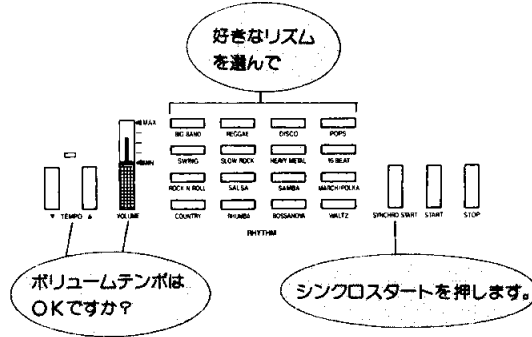 好きなリズム
を選んで
MAX
MIN
BIG BAND REGGAE DISCO POPS
SWING SLOW ROCK HEAVY METAL 16 BEAT
ROCK N ROLL SALSA SAMBA MARCH/POLKA
COUNTRY RHUMBA BOSSANOVA WALTZ
▼ TEMPO ▲ VOLUME
SYNCHRO START START STOP
RHYTHM
ボリュームテンポは
OKですか?
シンクロスタートを押します。